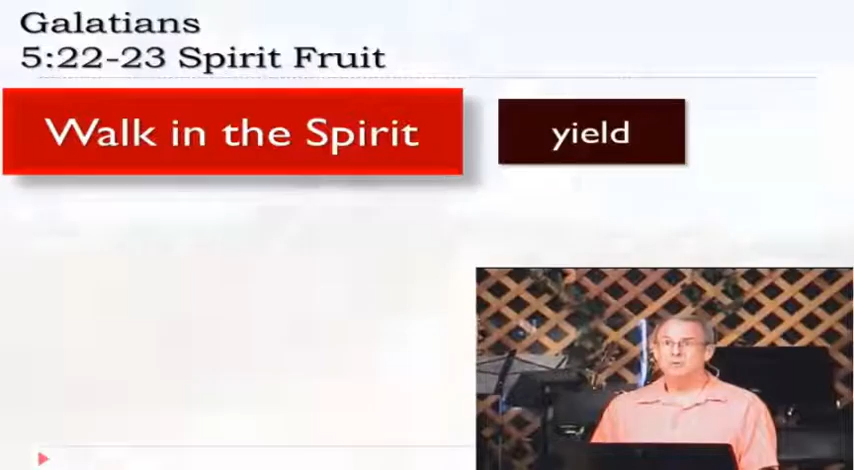 Galatians
5:22-23 Spirit Fruit
Walk in the Spirit
yield